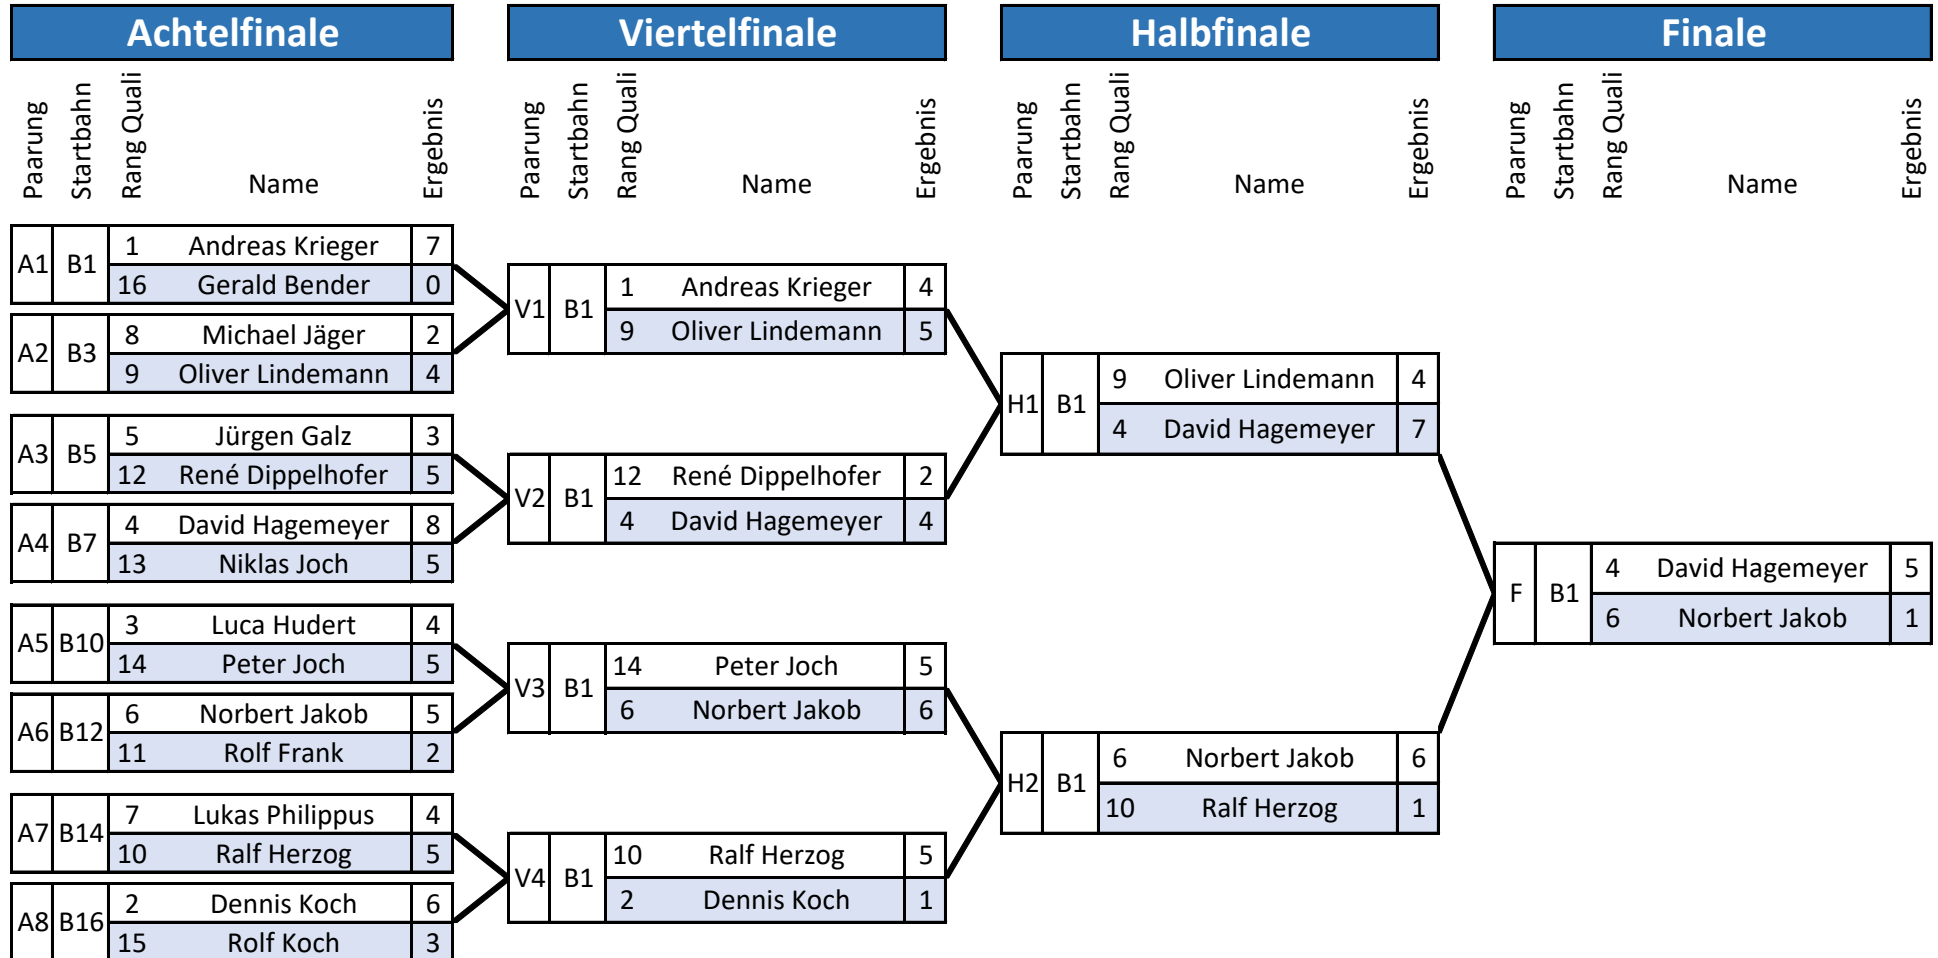 Achtelfinale Viertelfinale Halbfinale Finale
Paarung Startbahn Rang Quali Name Ergebnis Paarung Startbahn Rang Quali Name Ergebnis Paarung Startbahn Rang Quali Name Ergebnis Paarung Startbahn Rang Quali Name Ergebnis
A1 B1
1 Andreas Krieger 7
16 Gerald Bender 0
A2 B3
8 Michael Jäger 2
9 Oliver Lindemann 4
A3 B5
5 Jürgen Galz 3
12 René Dippelhofer 5
A4 B7
4 David Hagemeyer 8
13 Niklas Joch 5
A5 B10
3 Luca Hudert 4
14 Peter Joch 5
A6 B12
6 Norbert Jakob 5
11 Rolf Frank 2
A7 B14
7 Lukas Philippus 4
10 Ralf Herzog 5
A8 B16
2 Dennis Koch 6
15 Rolf Koch 3
V1 B1
1 Andreas Krieger 4
9 Oliver Lindemann 5
V2 B1
12 René Dippelhofer 2
4 David Hagemeyer 4
V3 B1
14 Peter Joch 5
6 Norbert Jakob 6
V4 B1
10 Ralf Herzog 5
2 Dennis Koch 1
H1 B1
9 Oliver Lindemann 4
4 David Hagemeyer 7
H2 B1
6 Norbert Jakob 6
10 Ralf Herzog 1
F B1
4 David Hagemeyer 5
6 Norbert Jakob 1